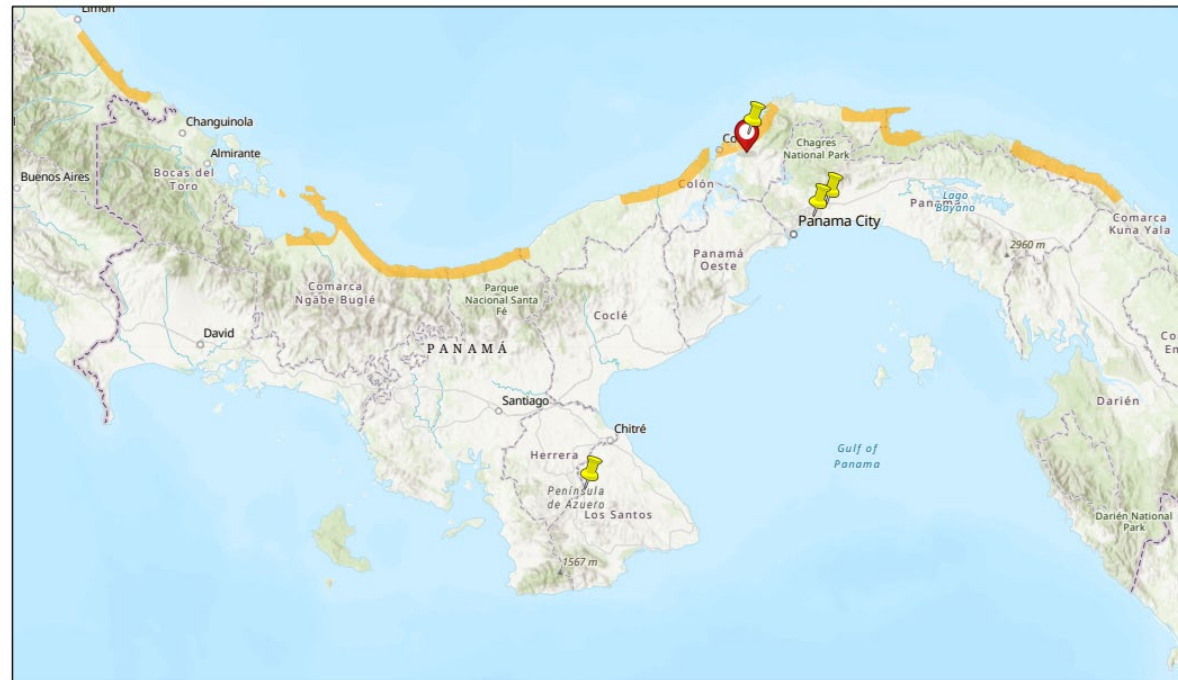 Limón
Changuinola
Almirante
Buenos Aires
Bocas del
Toro
Colón
Chagres
National Park
Lago
Bayano
Panamá
Panama City
Comarca
Kuna Yala
2960 m
Panamá
Oeste
Comarca
Ngäbe Buglé
Parque
Nacional Santa
Fé
Coclé
David
PANAMÁ
Santiago
Chitré
Herrera
Península
de Azuero
Los Santos
1567 m
Gulf of
Panama
Darién
Darién National
Park